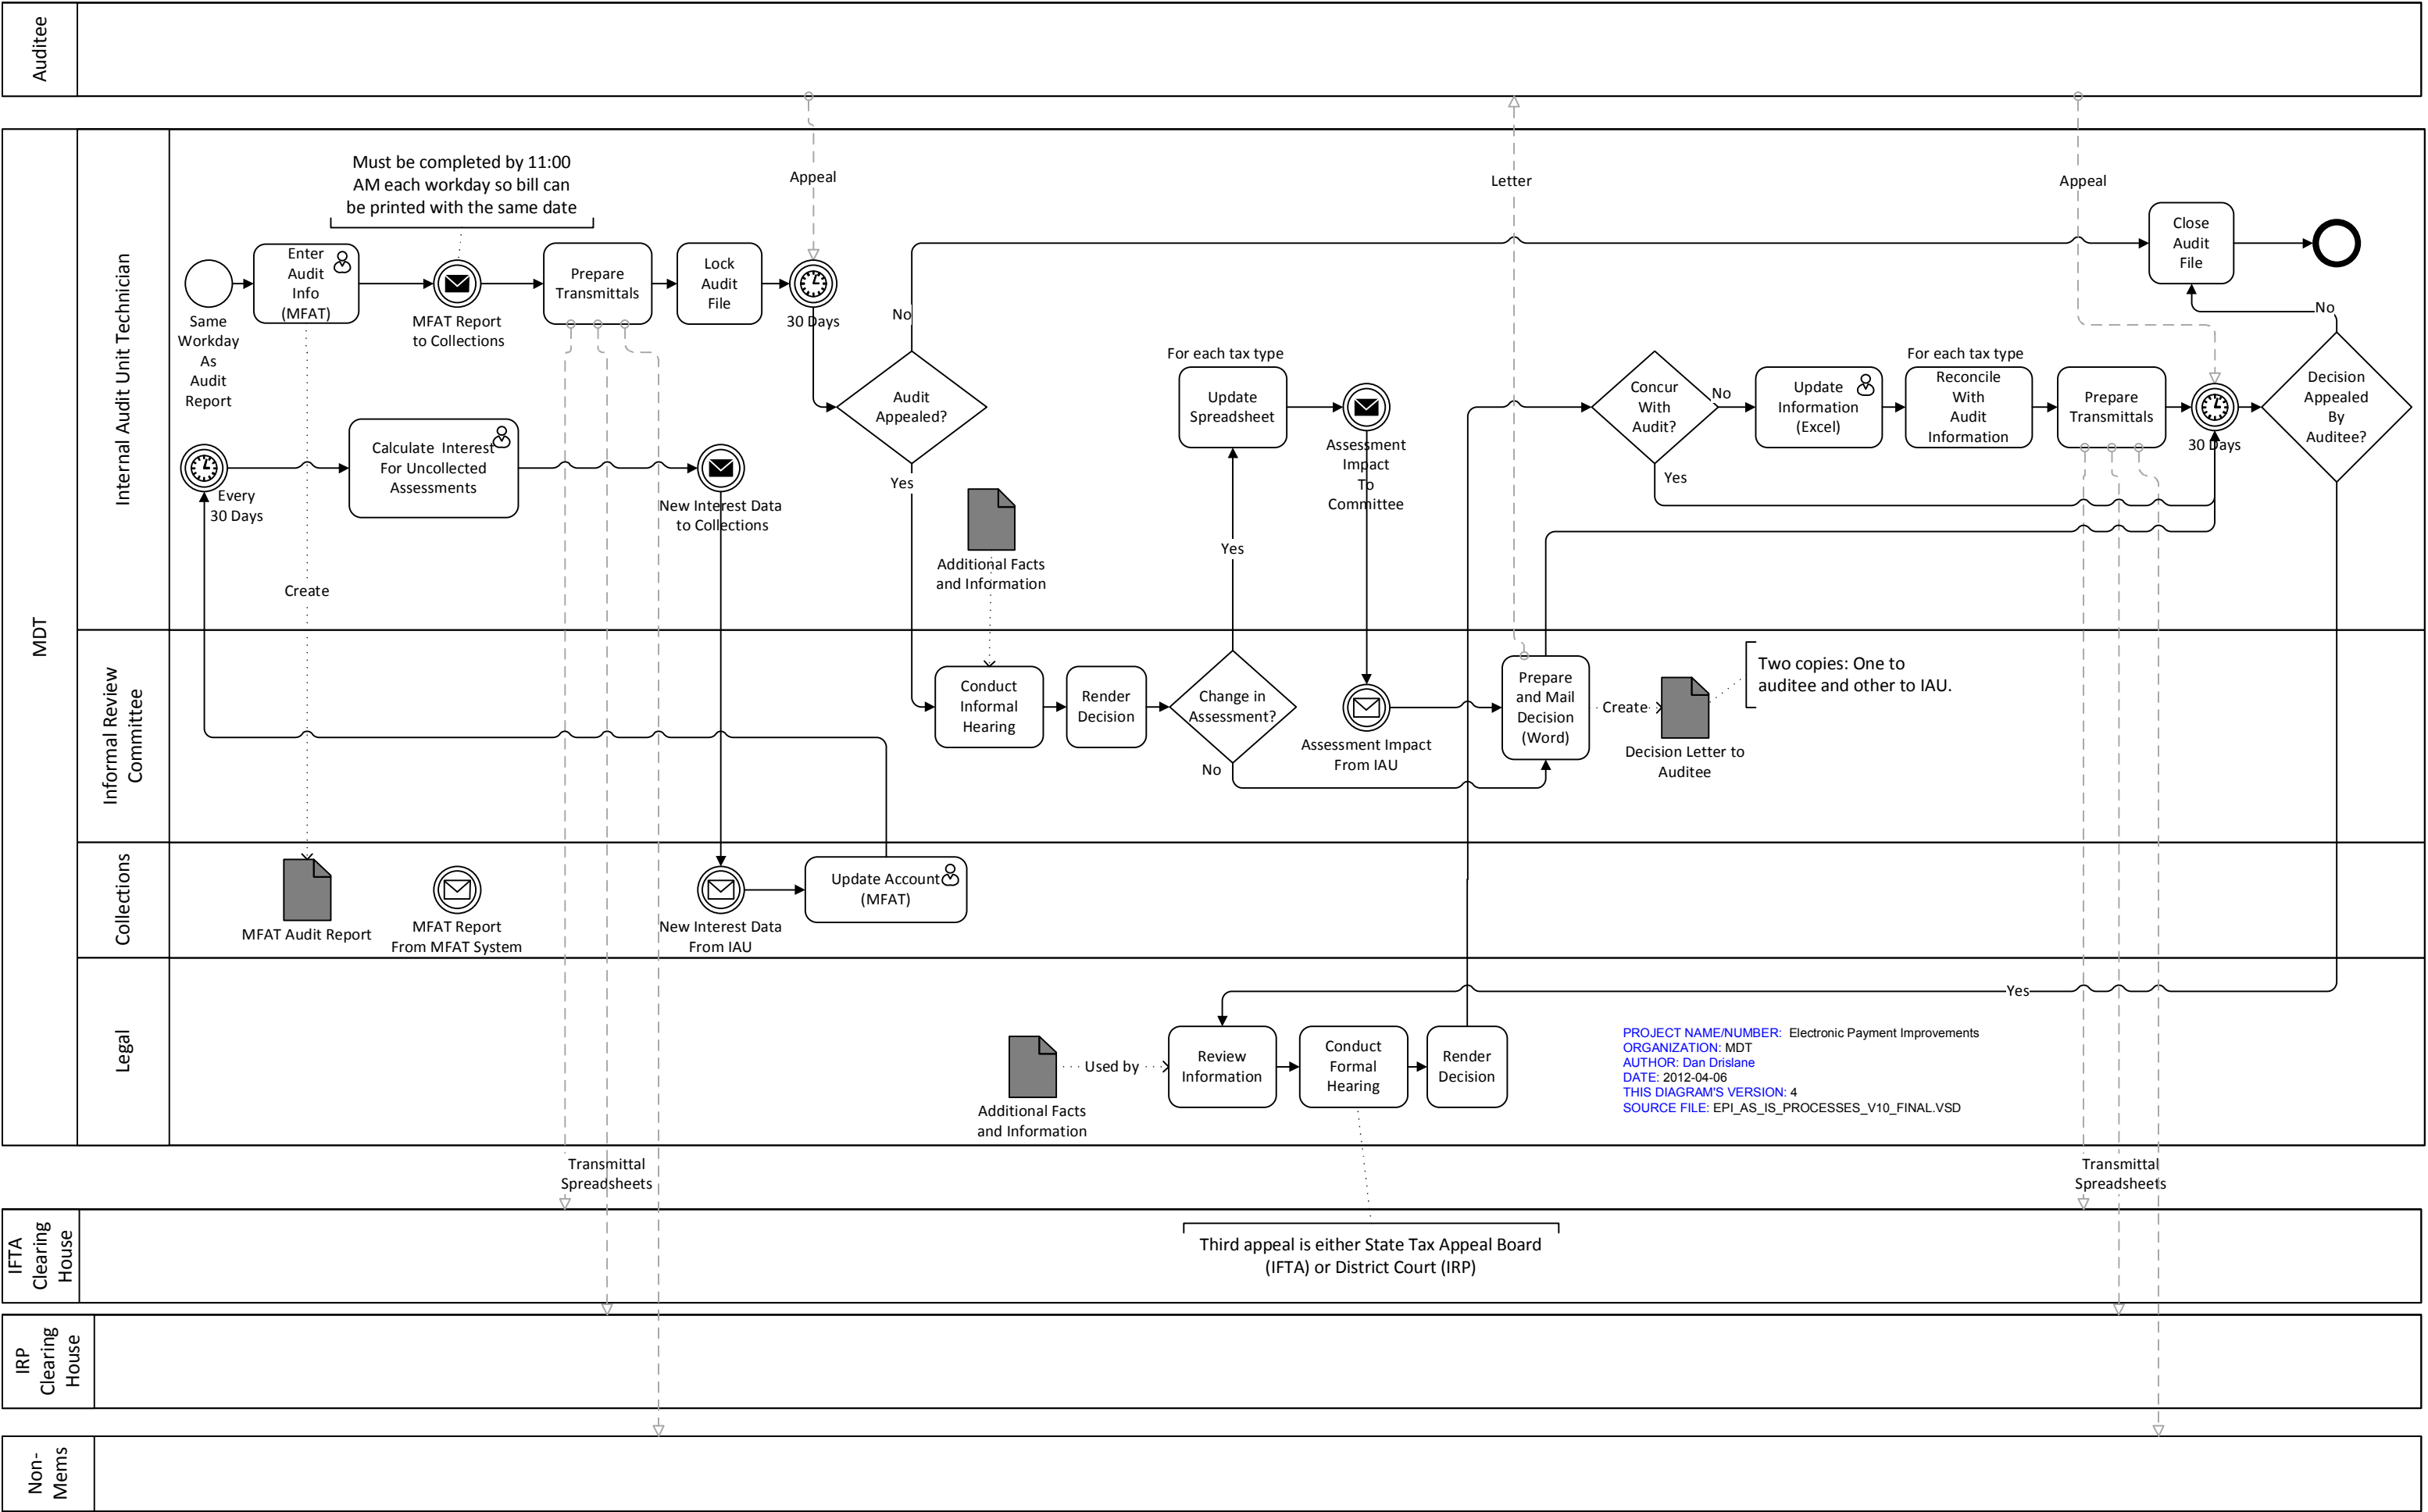 Auditee
MDT
Internal Audit Unit Technician
Must be completed by 11:00
AM each workday so bill can
be printed with the same date
Appeal
Letter
Appeal
Same
Workday
As
Audit
Report
Enter
Audit
Info
(MFAT)
MFAT Report
to Collections
Prepare
Transmittals
Lock
Audit
File
30 Days
No
Audit
Appealed?
Yes
For each tax type
Update
Spreadsheet
Assessment
Impact
To
Committee
Concur
With
Audit?
No
Yes
Update
Information
(Excel)
For each tax type
Reconcile
With
Audit
Information
Prepare
Transmittals
30 Days
Close
Audit
File
No
Decision
Appealed
By
Auditee?
Every
30 Days
Calculate Interest
For Uncollected
Assessments
New Interest Data
to Collections
Create
Additional Facts
and Information
Yes
Informal Review
Committee
Conduct
Informal
Hearing
Render
Decision
Change in
Assessment?
No
Assessment Impact
From IAU
Prepare
and Mail
Decision
(Word)
Create
Decision Letter to
Auditee
Two copies: One to
auditee and other to IAU.
Collections
MFAT Audit Report
MFAT Report
From MFAT System
New Interest Data
From IAU
Update Account
(MFAT)
Legal
Yes
Additional Facts
and Information
Used by
Review
Information
Conduct
Formal
Hearing
Render
Decision
PROJECT NAME/NUMBER: Electronic Payment Improvements
ORGANIZATION: MDT
AUTHOR: Dan Drislane
DATE: 2012-04-06
THIS DIAGRAM'S VERSION: 4
SOURCE FILE: EPI_AS_IS_PROCESSES_V10_FINAL.VSD
Transmittal
Spreadsheets
Transmittal
Spreadsheets
IFTA
Clearing
House
Third appeal is either State Tax Appeal Board
(IFTA) or District Court (IRP)
IRP
Clearing
House
Non-
Mems